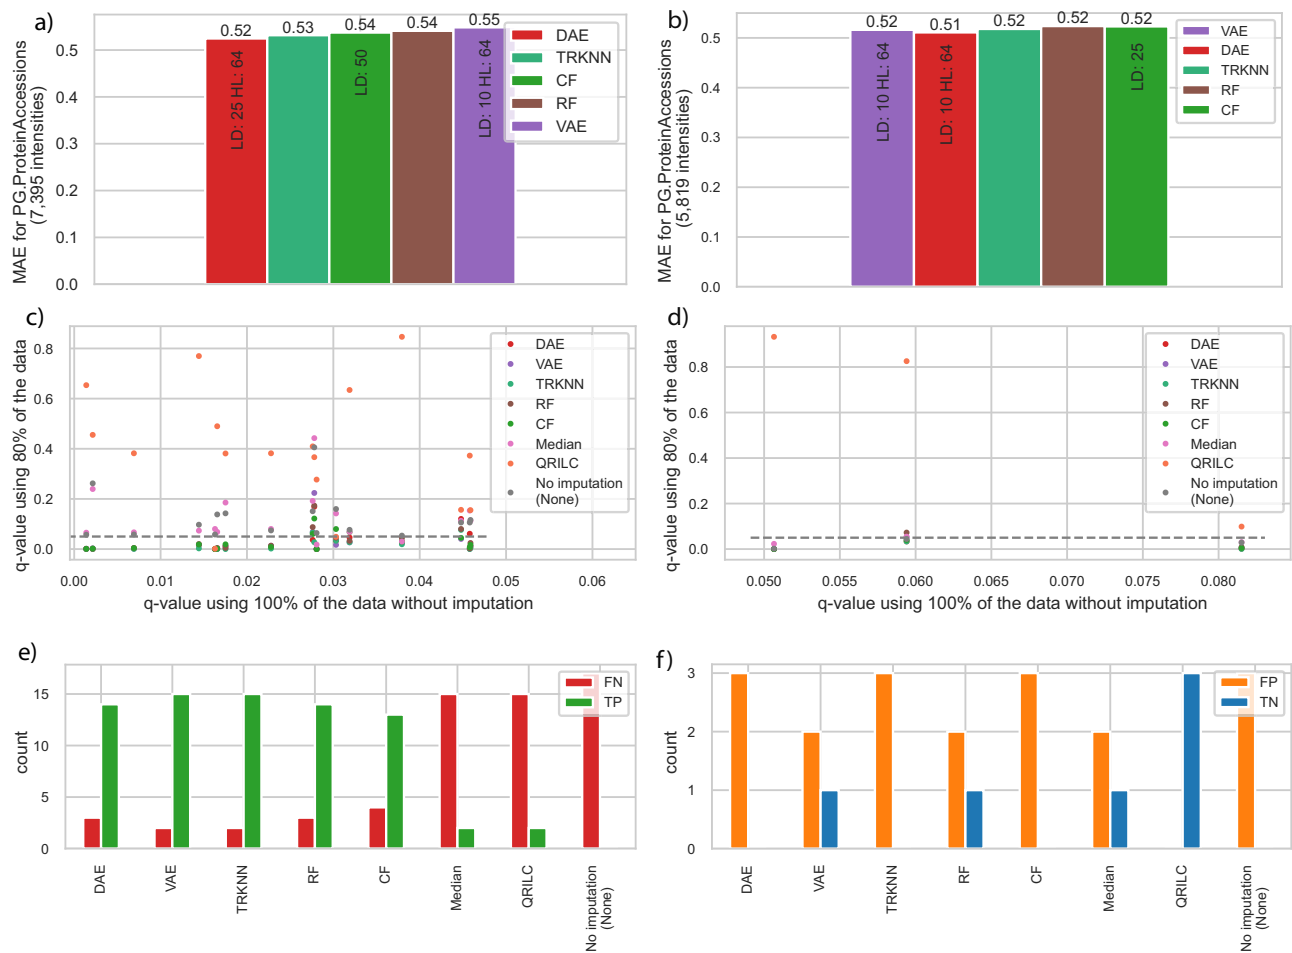 a)
MAE for PG.ProteinAccessions
(7,395 intensities)
0.5
0.4
0.3
0.2
0.1
0.0
0.52
0.53
0.54
0.54
0.55
LD: 25 HL: 64
LD: 50
LD: 10 HL: 64
DAE
TRKNN
CF
RF
VAE
b)
MAE for PG.ProteinAccessions
(5,819 intensities)
0.5
0.4
0.3
0.2
0.1
0.0
0.52
0.51
0.52
0.52
0.52
LD: 10 HL: 64
LD: 10 HL: 64
LD: 25
VAE
DAE
TRKNN
RF
CF
c)
q-value using 80% of the data
0.8
0.6
0.4
0.2
0.0
0.00
0.01
0.02
0.03
0.04
0.05
0.06
q-value using 100% of the data without imputation
DAE
VAE
TRKNN
RF
CF
Median
QRILC
No imputation
(None)
d)
q-value using 80% of the data
0.8
0.6
0.4
0.2
0.0
0.050
0.055
0.060
0.065
0.070
0.075
0.080
q-value using 100% of the data without imputation
DAE
VAE
TRKNN
RF
CF
Median
QRILC
No imputation
(None)
e)
count
15
10
5
0
FN
TP
DAE
VAE
TRKNN
RF
CF
Median
QRILC
No imputation
(None)
f)
count
3
2
1
0
FP
TN
DAE
VAE
TRKNN
RF
CF
Median
QRILC
No imputation
(None)